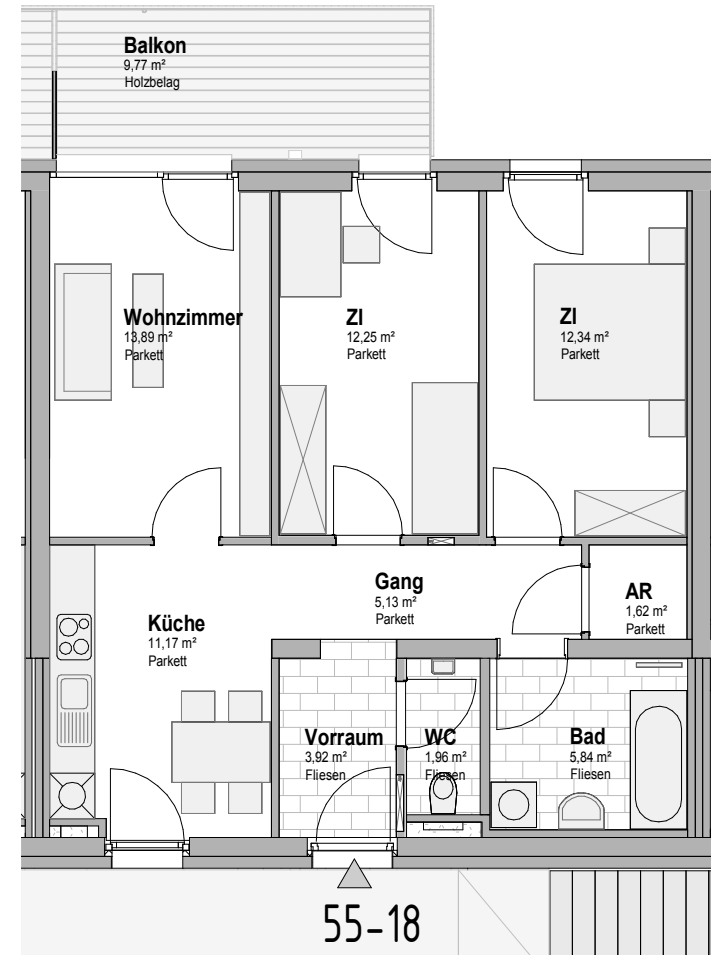 Balkon
9,77 m²
Holzbelag
Wohnzimmer
13,89 m²
Parkett
ZI
12,25 m²
Parkett
ZI
12,34 m²
Parkett
Gang
5,13 m²
Parkett
AR
1,62 m²
Parkett
Küche
11,17 m²
Parkett
Vorraum
3,92 m²
Fliesen
WC
1,96 m²
Fliesen
Bad
5,84 m²
Fliesen
55-18